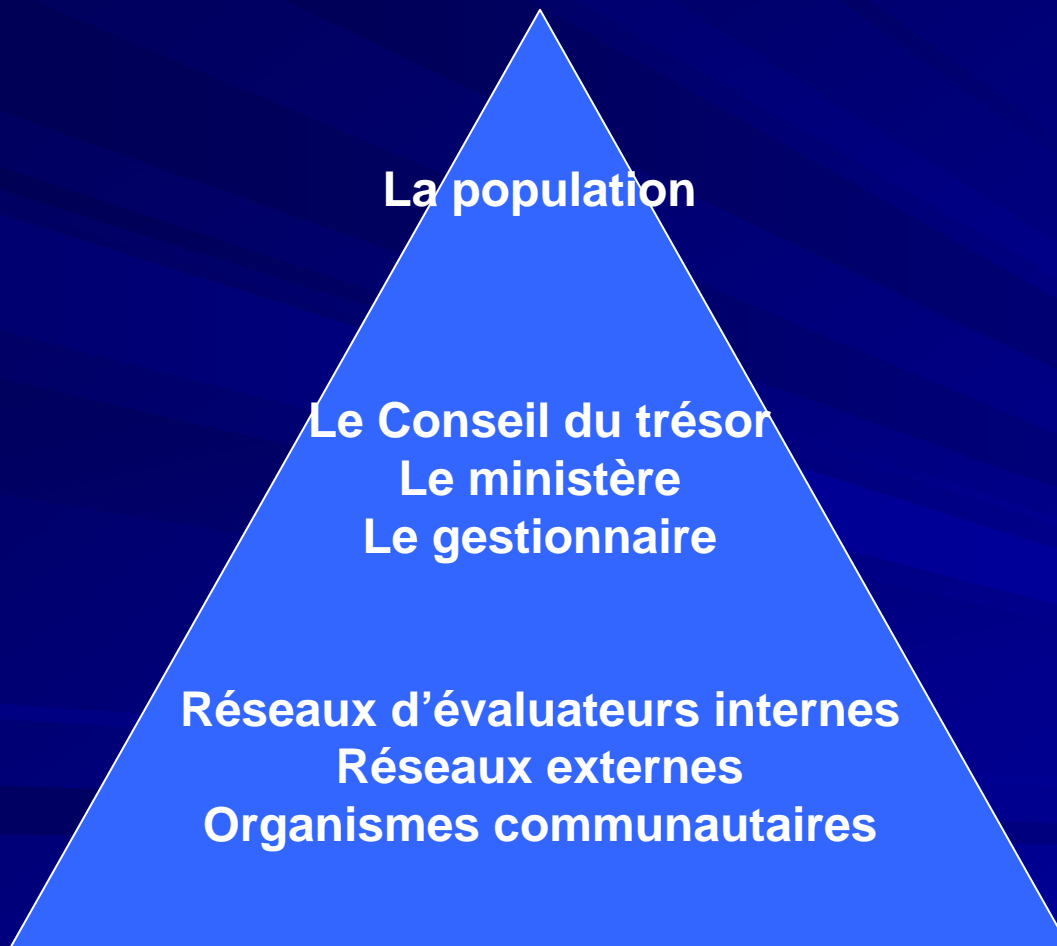 La population
Le Conseil du trésor
Le ministère
Le gestionnaire
Réseaux d’évaluateurs internes
Réseaux externes
Organismes communautaires